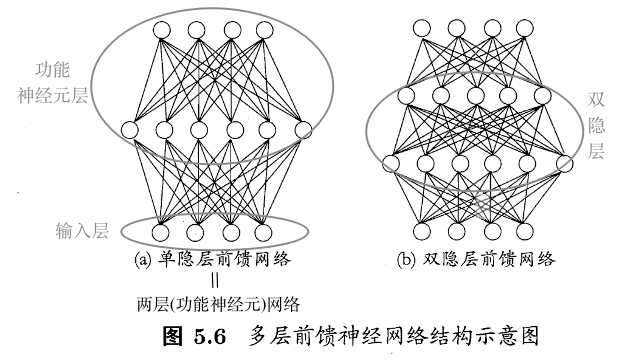 功能
神经元层
双
隐
层
输入层
(a) 单隐层前馈网络
(b) 双隐层前馈网络
=
两层(功能神经元)网络
图 5.6 多层前馈神经网络结构示意图